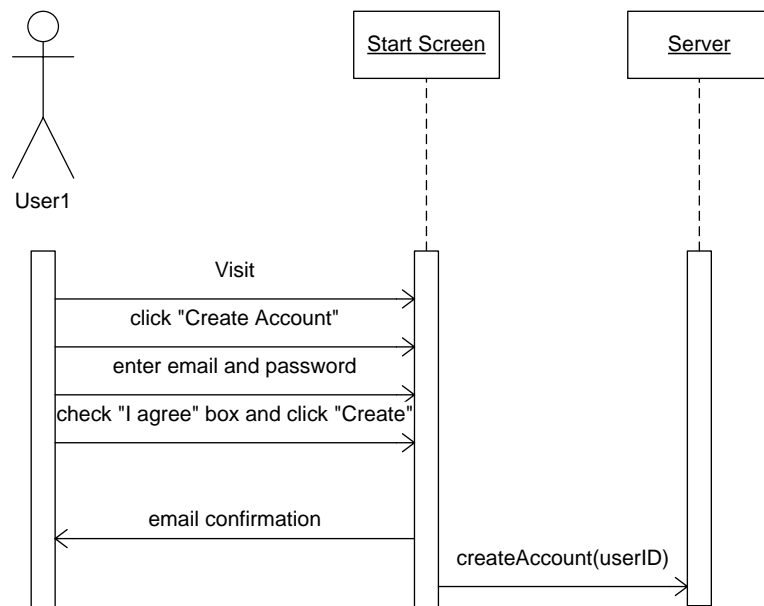 Start Screen
Server
User1
Visit
click "Create Account"
enter email and password
check "I agree" box and click "Create"
email confirmation
createAccount(userID)